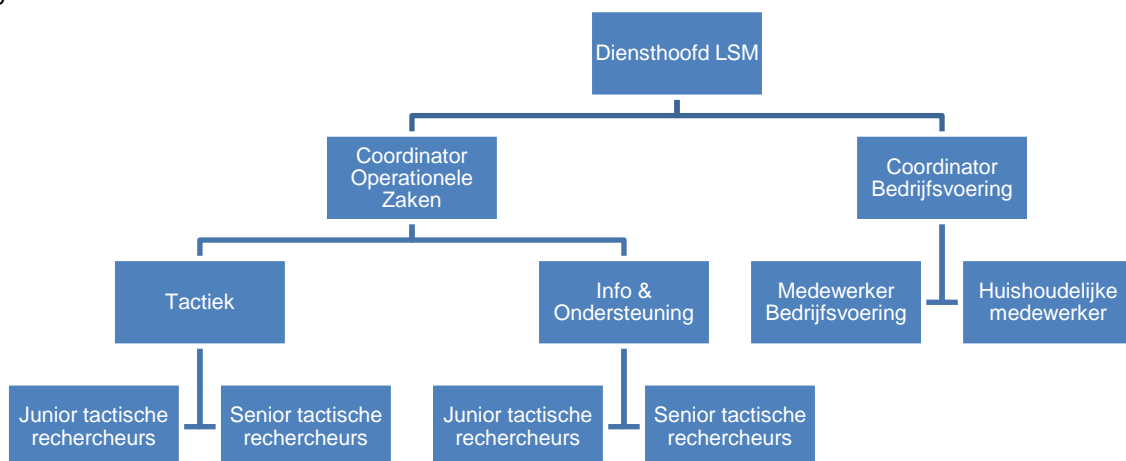 Diensthoofd LSM
Coordinator
Operationele
Zaken
Coordinator
Bedrijfsvoering
Tactiek
Info &
Ondersteuning
Medewerker
Bedrijfsvoering
Huishoudelijke
medewerker
Junior tactische
rechercheurs
Senior tactische
rechercheurs
Junior tactische
rechercheurs
Senior tactische
rechercheurs